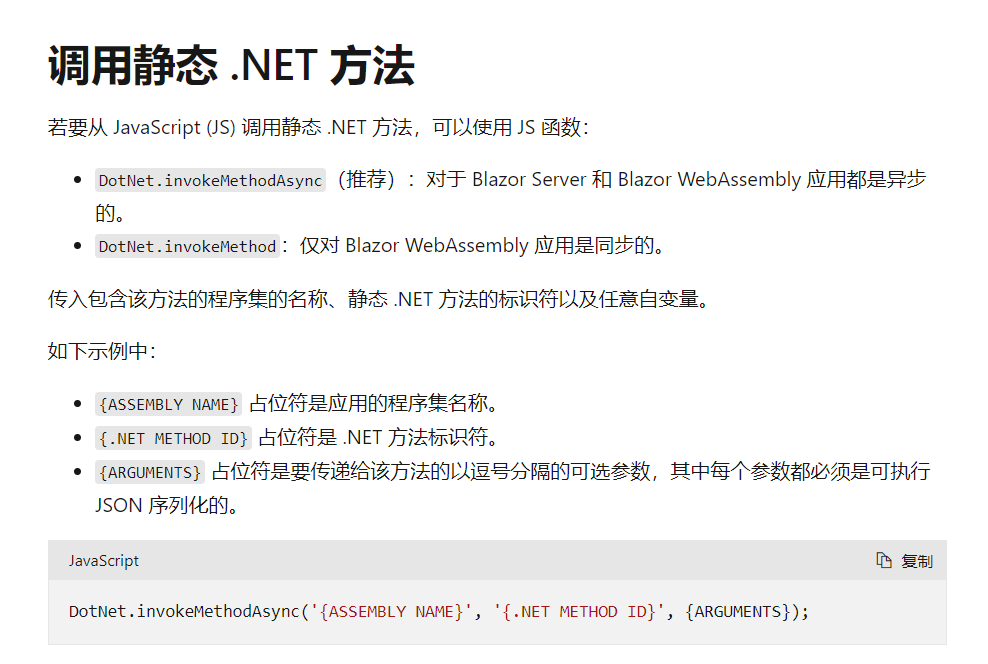 调用静态 .NET 方法
若要从 JavaScript (JS) 调用静态 .NET 方法，可以使用 JS 函数：
DotNet.invokeMethodAsync（推荐）：对于 Blazor Server 和 Blazor WebAssembly 应用都是异步
的。
DotNet.invokeMethod：仅对 Blazor WebAssembly 应用是同步的。
传入包含该方法的程序集的名称、静态 .NET 方法的标识符以及任意自变量。
如下示例中：
{ASSEMBLY NAME} 占位符是应用的程序集名称。
{.NET METHOD ID} 占位符是 .NET 方法标识符。
{ARGUMENTS} 占位符是要传递给该方法的以逗号分隔的可选参数，其中每个参数都必须是可执行
JSON 序列化的。
JavaScript 复制
DotNet.invokeMethodAsync('{ASSEMBLY NAME}', '{.NET METHOD ID}', {ARGUMENTS});